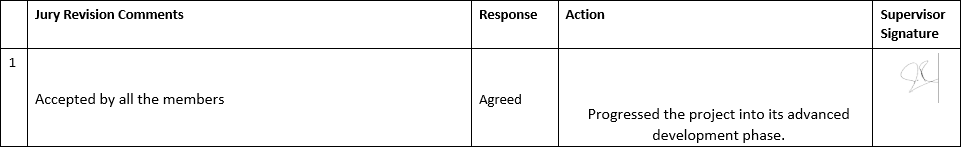 Jury Revision Comments Response Action Supervisor
Signature
1
Accepted by all the members Agreed
Progressed the project into its advanced
development phase.